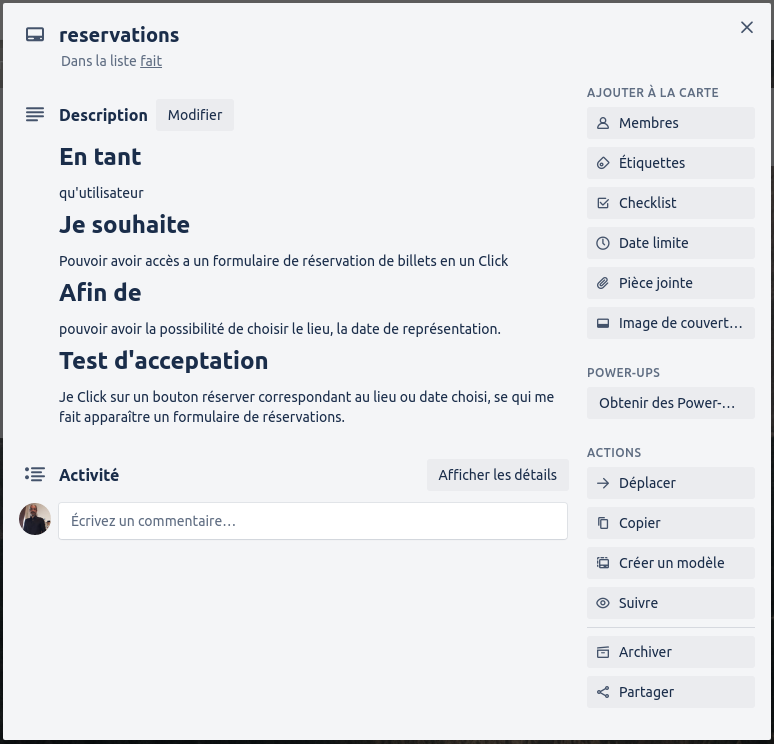 reservations
Dans la liste fait
Description
Modifier
En tant
qu'utilisateur
Je souhaite
Pouvoir avoir accès a un formulaire de réservation de billets en un Click
Afin de
pouvoir avoir la possibilité de choisir le lieu, la date de représentation.
Test d'acceptation
Je Click sur un bouton réserver correspondant au lieu ou date choisi, se qui me
fait apparaître un formulaire de réservations.
Activité
Afficher les détails
Écrivez un commentaire…
AJOUTER À LA CARTE
Membres
Étiquettes
Checklist
Date limite
Pièce jointe
Image de couvert…
POWER-UPS
Obtenir des Power-…
ACTIONS
Déplacer
Copier
Créer un modèle
Suivre
Archiver
Partager